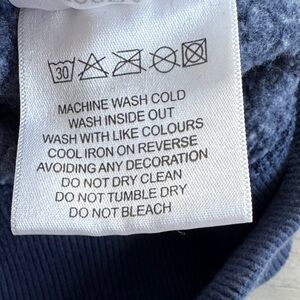 30
MACHINE WASH COLD
WASH INSIDE OUT
WASH WITH LIKE COLOURS
COOL IRON ON REVERSE
AVOIDING ANY DECORATION
DO NOT DRY CLEAN
DO NOT TUMBLE DRY
DO NOT BLEACH